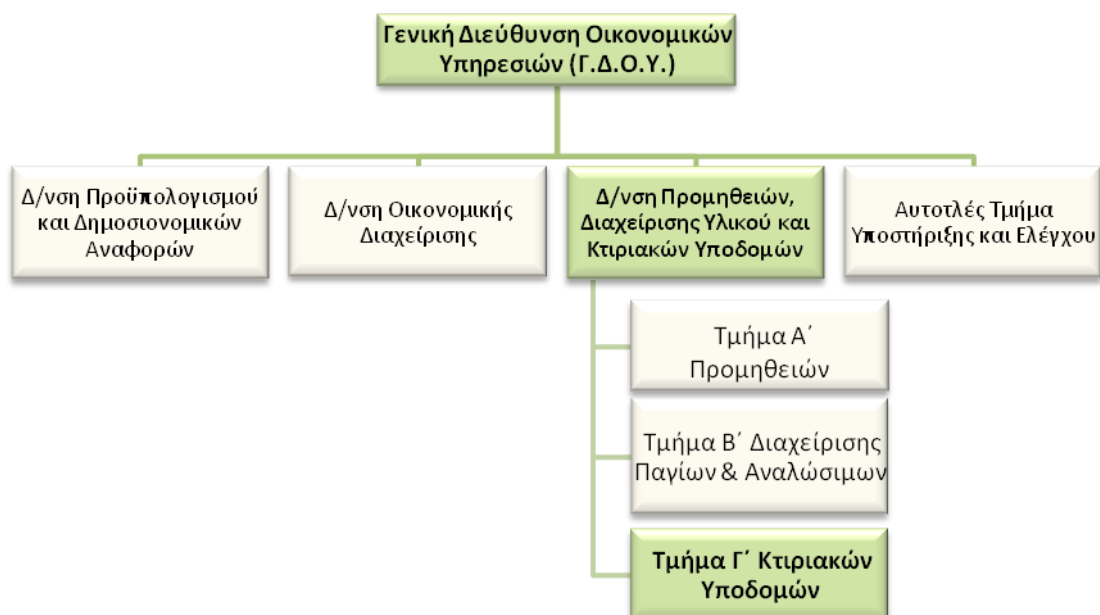 Γενική Διεύθυνση Οικονομικών
Υπηρεσιών (Γ.Δ.Ο.Υ.)
Δ/νση Προϋπολογισμού
και Δημοσιονομικών
Αναφορών
Δ/νση Οικονομικής
Διαχείρισης
Δ/νση Προμηθειών,
Διαχείρισης Υλικού και
Κτιριακών Υποδομών
Αυτοτλές Τμήμα
Υποστήριξης και Ελέγχου
Τμήμα Α΄
Προμηθειών
Τμήμα Β΄ Διαχείρισης
Παγίων & Αναλώσιμων
Τμήμα Γ΄ Κτιριακών
Υποδομών